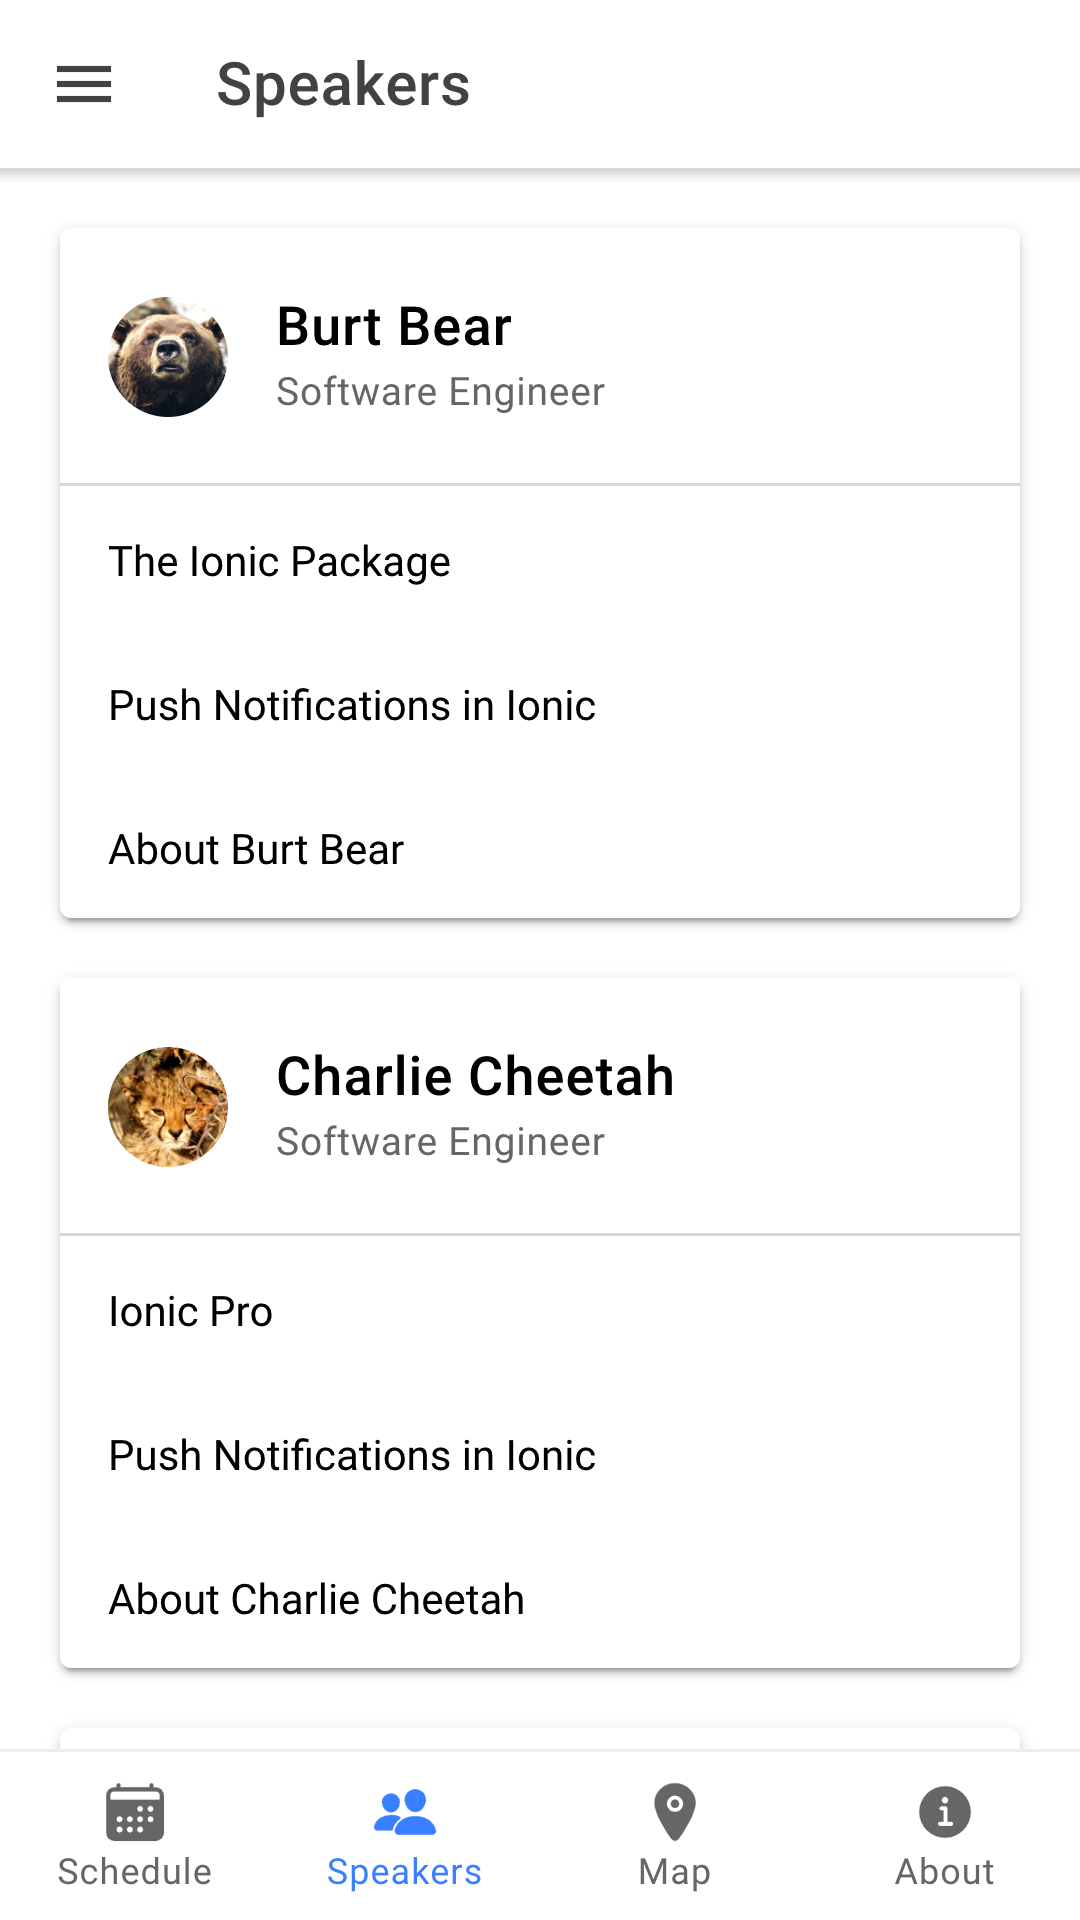 Speakers
Burt Bear
Software Engineer
The Ionic Package
Push Notifications in Ionic
About Burt Bear
Charlie Cheetah
Software Engineer
Ionic Pro
Push Notifications in Ionic
About Charlie Cheetah
Schedule
Speakers
Map
About